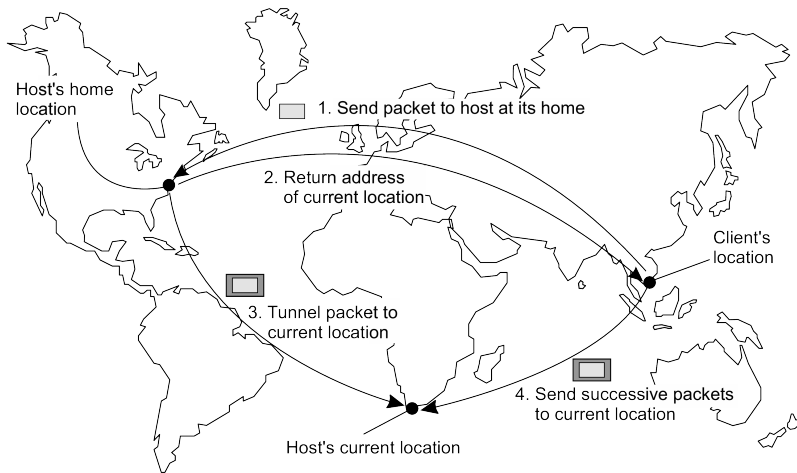 Host's home
location
1. Send packet to host at its home
2. Return address
of current location
Client's
location
3. Tunnel packet to
current location
4. Send successive packets
to current location
Host's current location